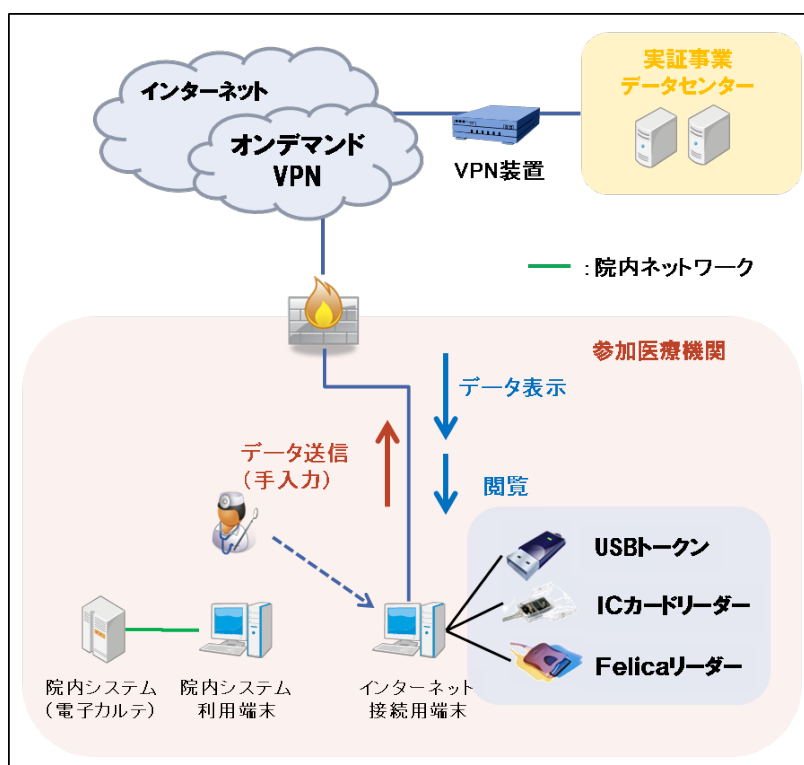 インターネット
オンデマンド
VPN
VPN装置
実証事業
データセンター
:院内ネットワーク
参加医療機関
データ表示
データ送信
(手入力)
閲覧
USBトークン
ICカードリーダー
Felicaリーダー
院内システム
(電子カルテ)
院内システム
利用端末
インターネット
接続用端末